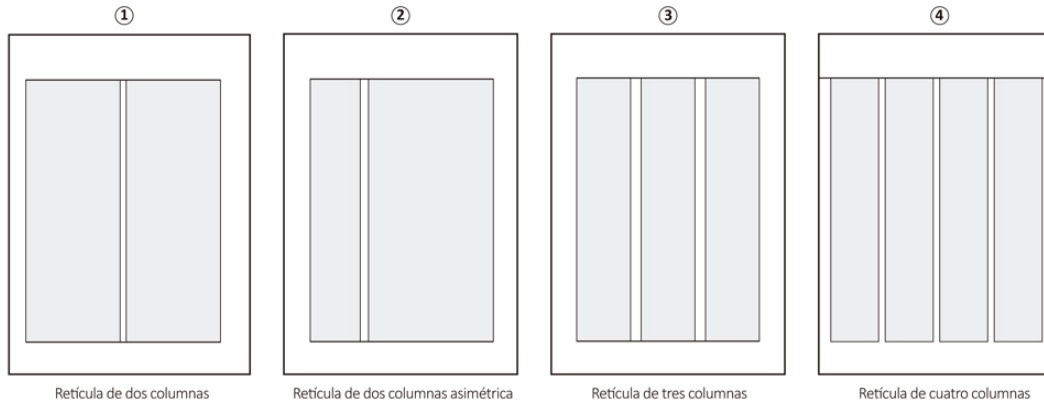 ①
②
③
④
Retícula de dos columnas
Retícula de dos columnas asimétrica
Retícula de tres columnas
Retícula de cuatro columnas